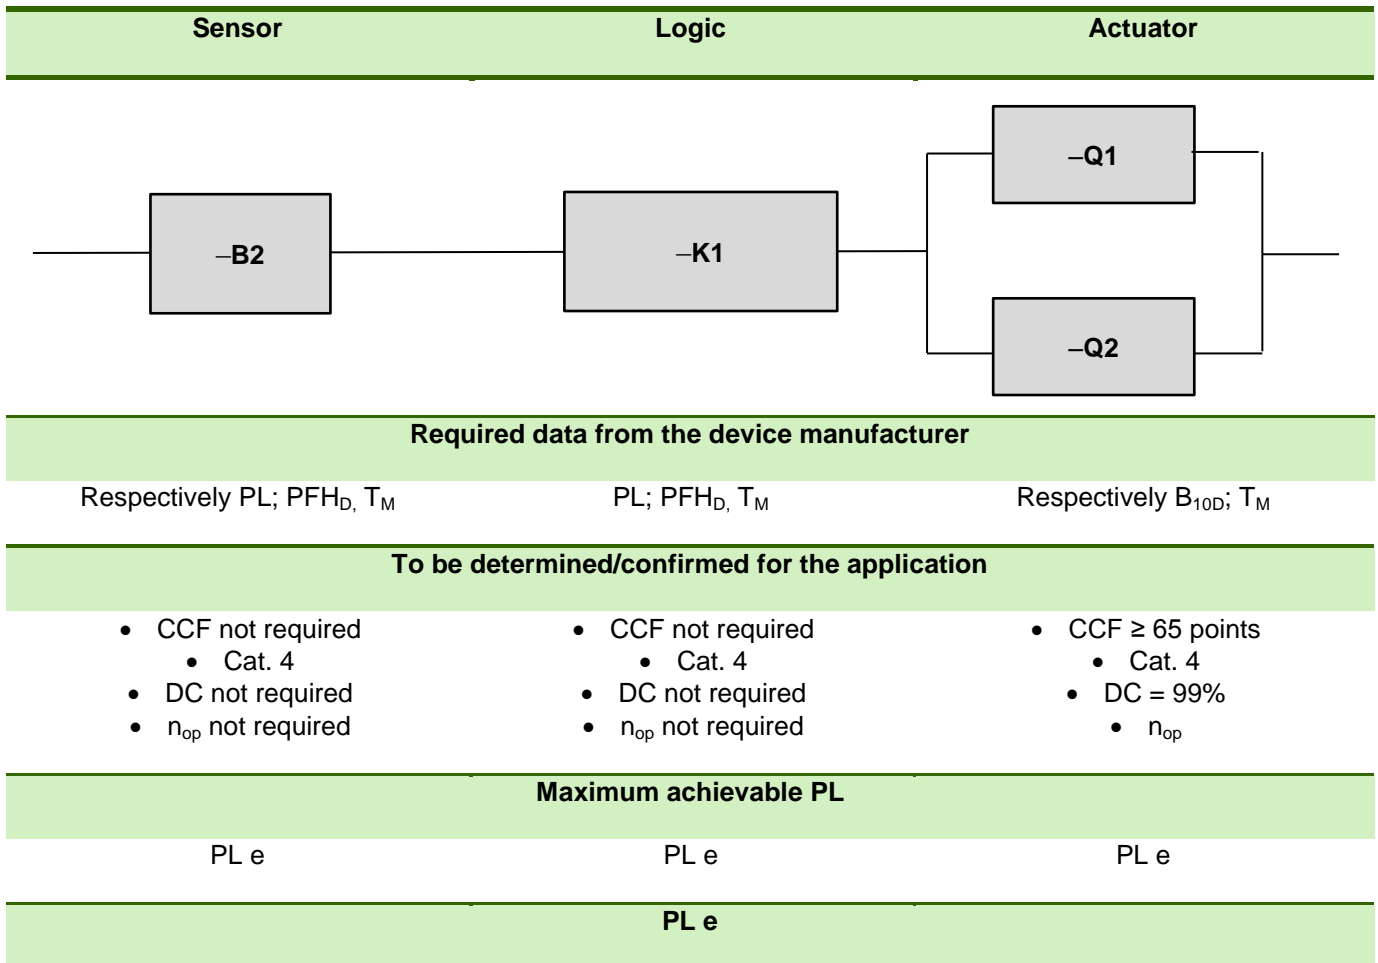 Sensor Logic Actuator
–Q1
–B2 –K1
–Q2
Required data from the device manufacturer
Respectively PL; PFHD, TM PL; PFHD, TM Respectively B10D; TM
To be determined/confirmed for the application
• CCF not required • CCF not required • CCF ≥ 65 points
• Cat. 4 • Cat. 4 • Cat. 4
• DC not required • DC not required • DC = 99%
• nop not required • nop not required • nop
Maximum achievable PL
PL e PL e PL e
PL e